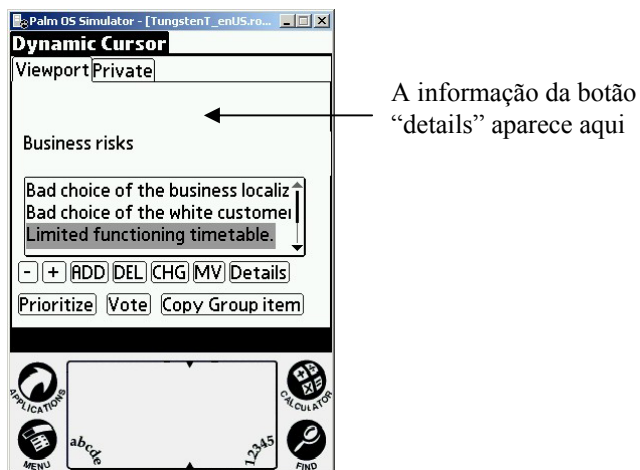 Palm OS Simulator - [TungstenT_enUS.ro...
Dynamic Cursor
Viewport Private
A informação da botão
“details” aparece aqui
Business risks
Bad choice of the business localiz
Bad choice of the white customer
Limited functioning timetable.
- + ADD DEL CHG MV Details
Prioritize Vote Copy Group item
APPLICATIONS
CALCULATOR
abcde
12345
MENU
FIND